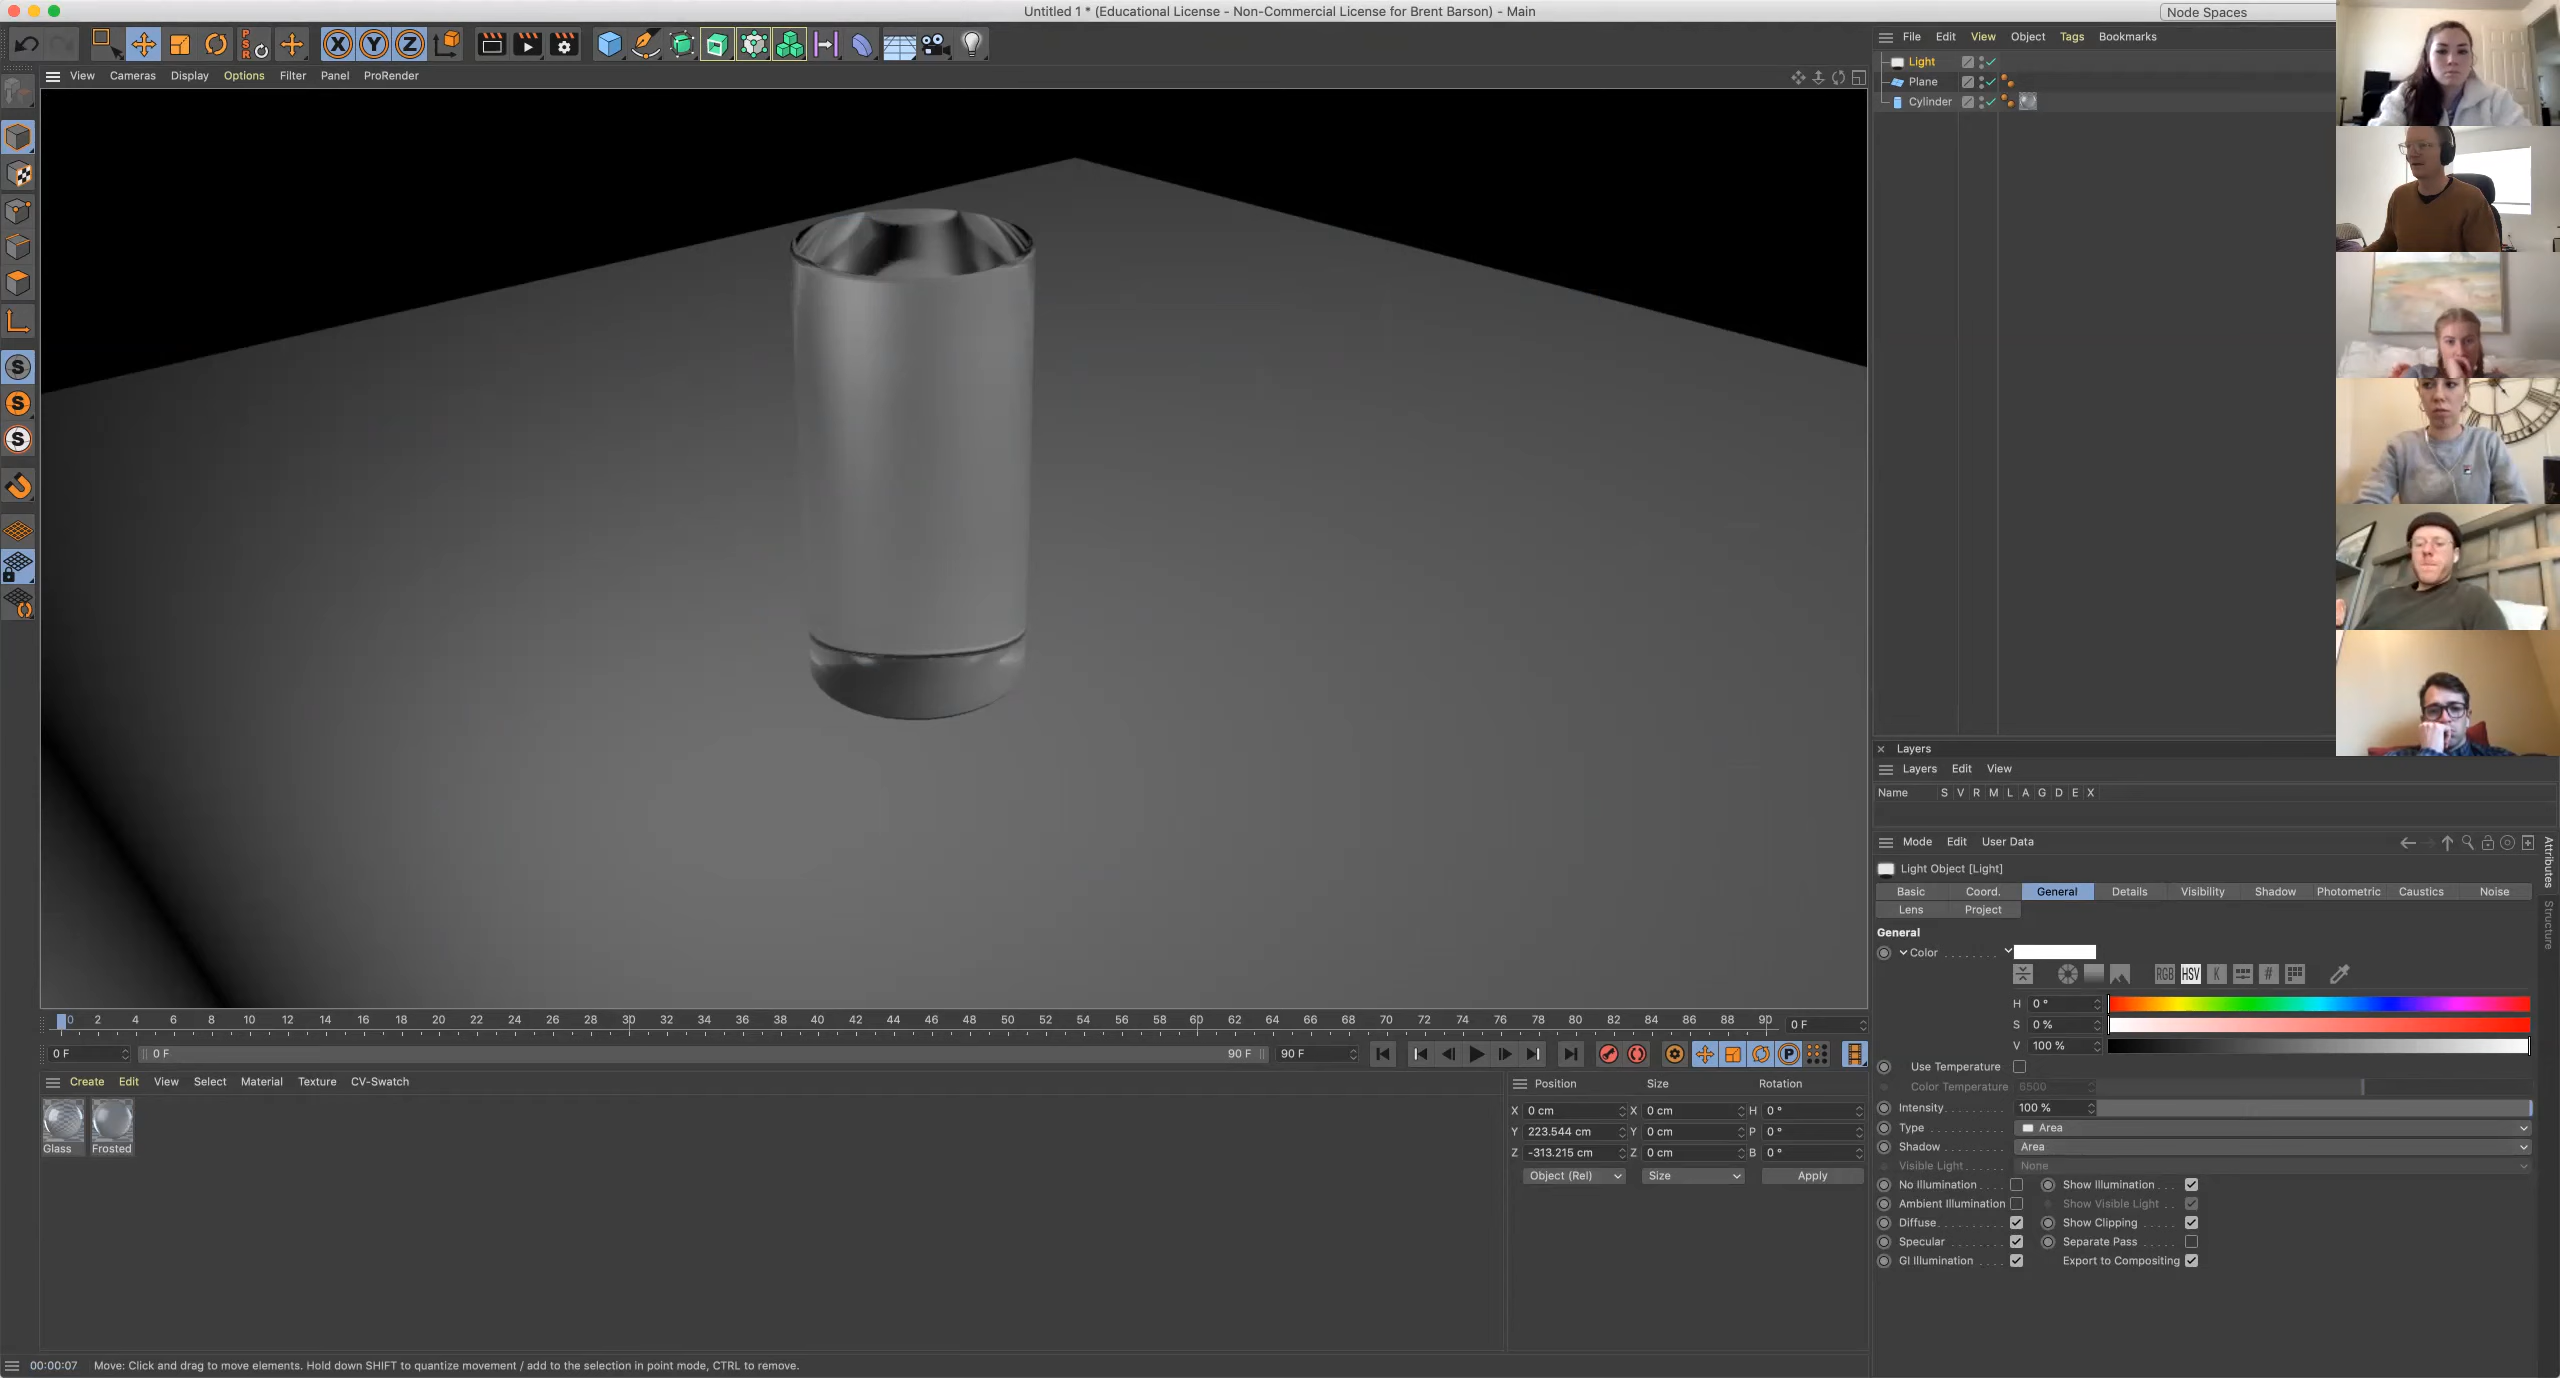 Untitled 1 * (Educational License - Non-Commercial License for Brent Barson) - Main
Node Spaces
PSR X Y Z
File Edit View Object Tags Bookmarks
View Cameras Display Options Filter Panel ProRender
Light
Plane
Cylinder
S
S
S
Layers
Layers Edit View
Name S V R M L A G D E X
Mode Edit User Data
Attributes
Structure
Light Object [Light]
Basic Coord. General Details Visibility Shadow Photometric Caustics Noise
Lens Project
General
Color
RGB HSV K #
H 0 °
S 0 %
V 100 %
Use Temperature
Color Temperature 6500
Intensity 100 %
Type Area
Shadow Area
Visible Light None
No Illumination Show Illumination
Ambient Illumination Show Visible Light
Diffuse Show Clipping
Specular Separate Pass
GI Illumination Export to Compositing
0 2 4 6 8 10 12 14 16 18 20 22 24 26 28 30 32 34 36 38 40 42 44 46 48 50 52 54 56 58 60 62 64 66 68 70 72 74 76 78 80 82 84 86 88 90 0 F
0 F 0 F 90 F 90 F P
Create Edit View Select Material Texture CV-Swatch
Glass Frosted
Position Size Rotation
X 0 cm X 0 cm H 0 °
Y 223.544 cm Y 0 cm P 0 °
Z -313.215 cm Z 0 cm B 0 °
Object (Rel) Size Apply
00:00:07 Move: Click and drag to move elements. Hold down SHIFT to quantize movement / add to the selection in point mode, CTRL to remove.